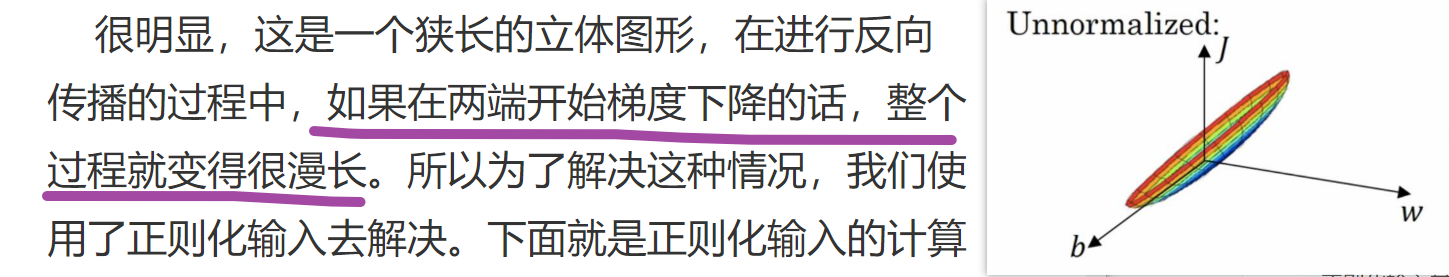 很明显，这是一个狭长的立体图形，在进行反向
传播的过程中，如果在两端开始梯度下降的话，整个
过程就变得很漫长。所以为了解决这种情况，我们使
用了正则化输入去解决。下面就是正则化输入的计算
Unnormalized:
J
w
b